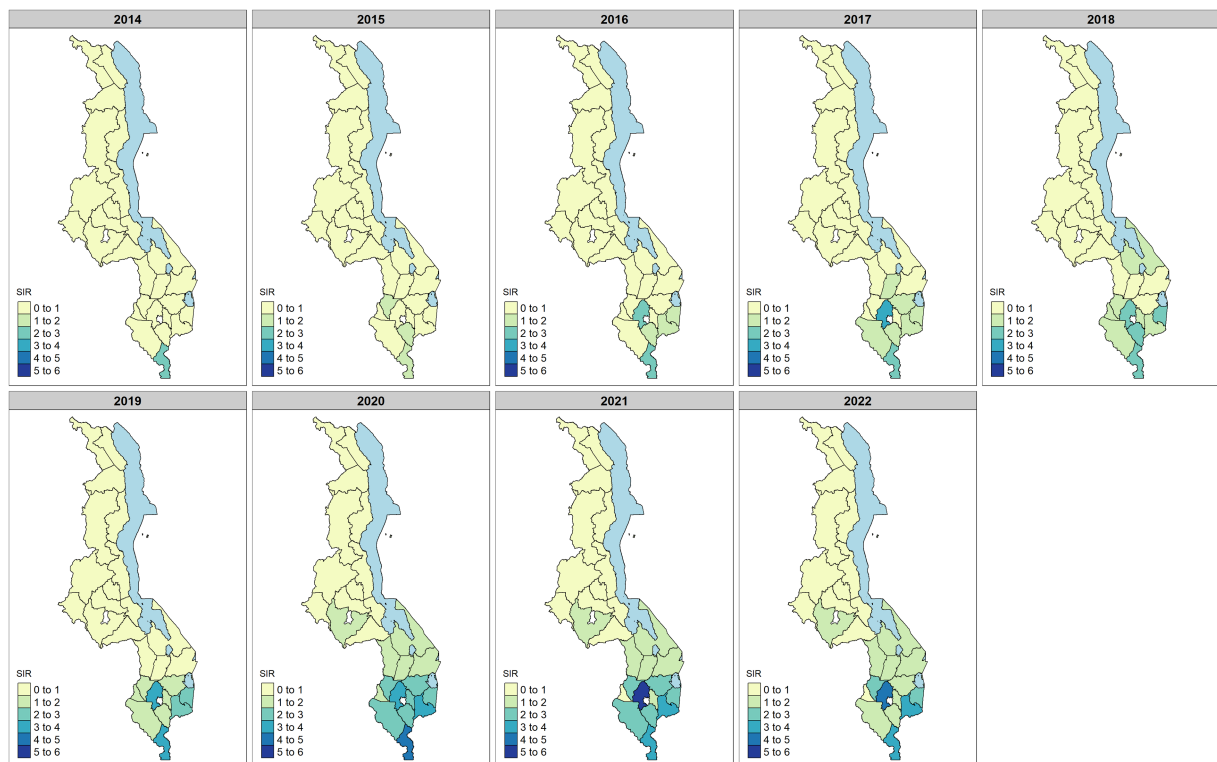 2014
SIR
0 to 1
1 to 2
2 to 3
3 to 4
4 to 5
5 to 6
2015
SIR
0 to 1
1 to 2
2 to 3
3 to 4
4 to 5
5 to 6
2016
SIR
0 to 1
1 to 2
2 to 3
3 to 4
4 to 5
5 to 6
2017
SIR
0 to 1
1 to 2
2 to 3
3 to 4
4 to 5
5 to 6
2018
SIR
0 to 1
1 to 2
2 to 3
3 to 4
4 to 5
5 to 6
2019
SIR
0 to 1
1 to 2
2 to 3
3 to 4
4 to 5
5 to 6
2020
SIR
0 to 1
1 to 2
2 to 3
3 to 4
4 to 5
5 to 6
2021
SIR
0 to 1
1 to 2
2 to 3
3 to 4
4 to 5
5 to 6
2022
SIR
0 to 1
1 to 2
2 to 3
3 to 4
4 to 5
5 to 6